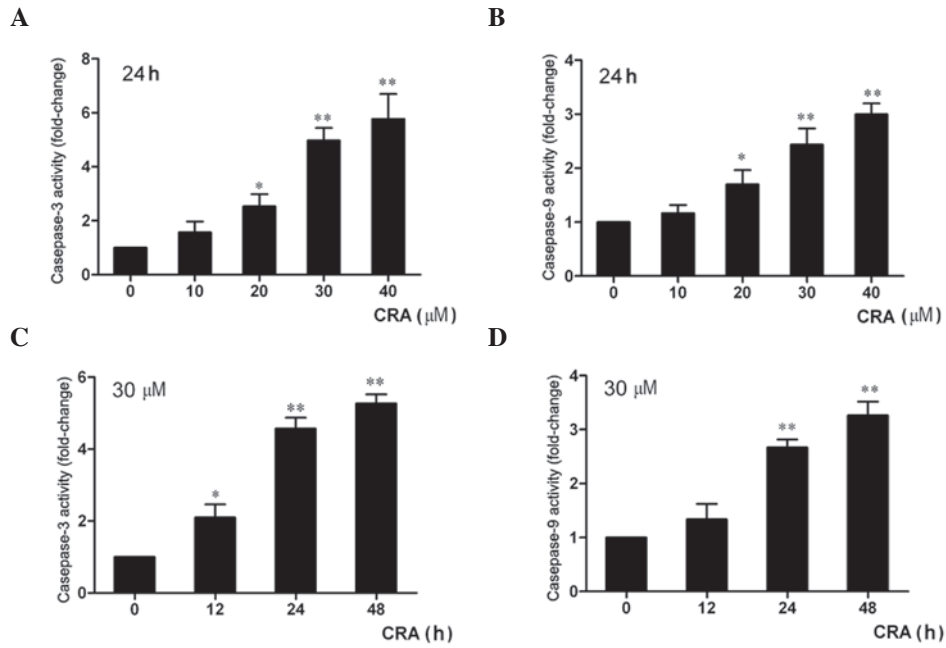 A
Casepase-3 activity (fold-change)
8
6
4
2
0
24h
*
**
**
0 10 20 30 40
CRA (μM)
B
Casepase-9 activity (fold-change)
4
3
2
1
0
24h
*
**
**
0 10 20 30 40
CRA (μM)
C
Casepase-3 activity (fold-change)
6
4
2
0
30 μM
*
**
**
0 12 24 48
CRA (h)
D
Casepase-9 activity (fold-change)
4
3
2
1
0
30 μM
**
**
0 12 24 48
CRA (h)